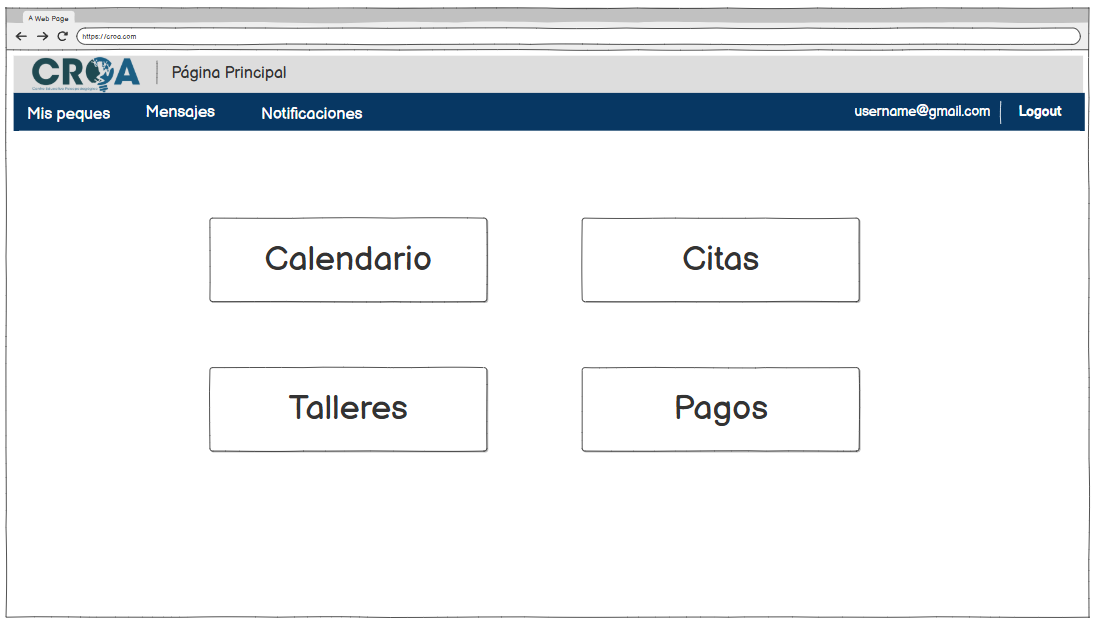 A Web Page
https://croa.com
CROA
Página Principal
Mis peques
Mensajes
Notificaciones
username@gmail.com
Logout
Calendario
Citas
Talleres
Pagos